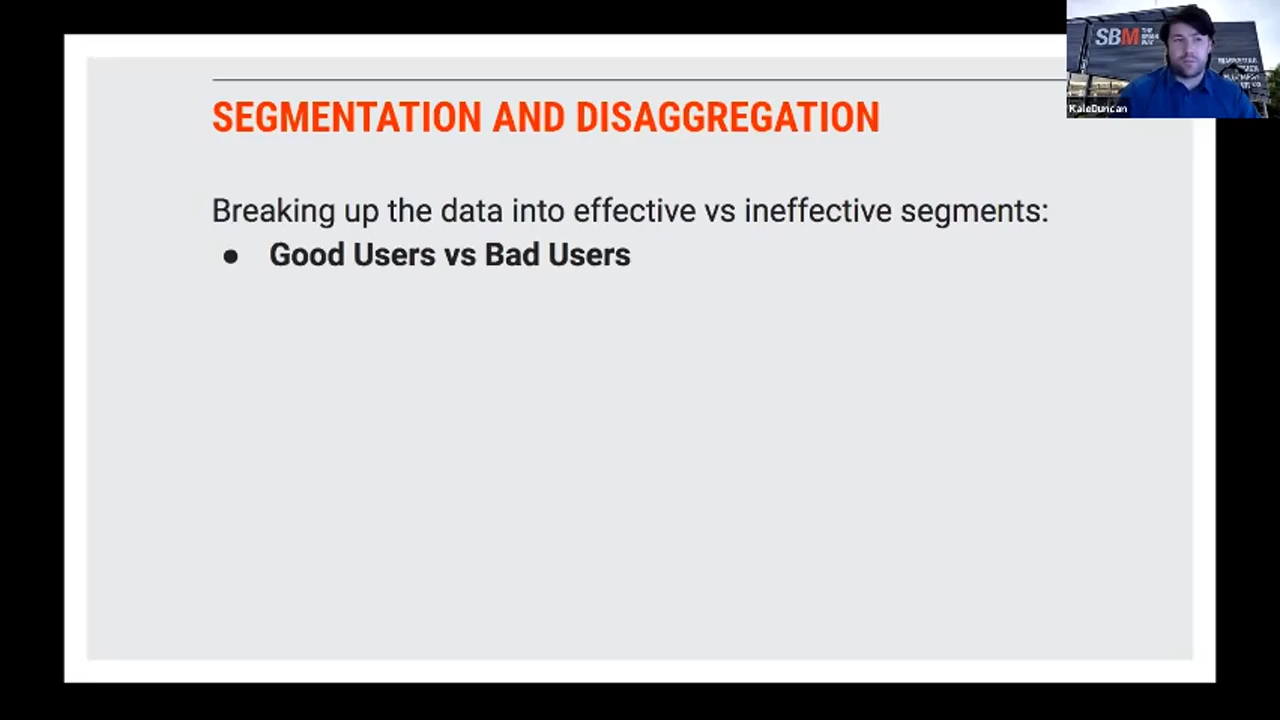 SEGMENTATION AND DISAGGREGATION
Breaking up the data into effective vs ineffective segments:
● Good Users vs Bad Users
SBM
KaleDuncan